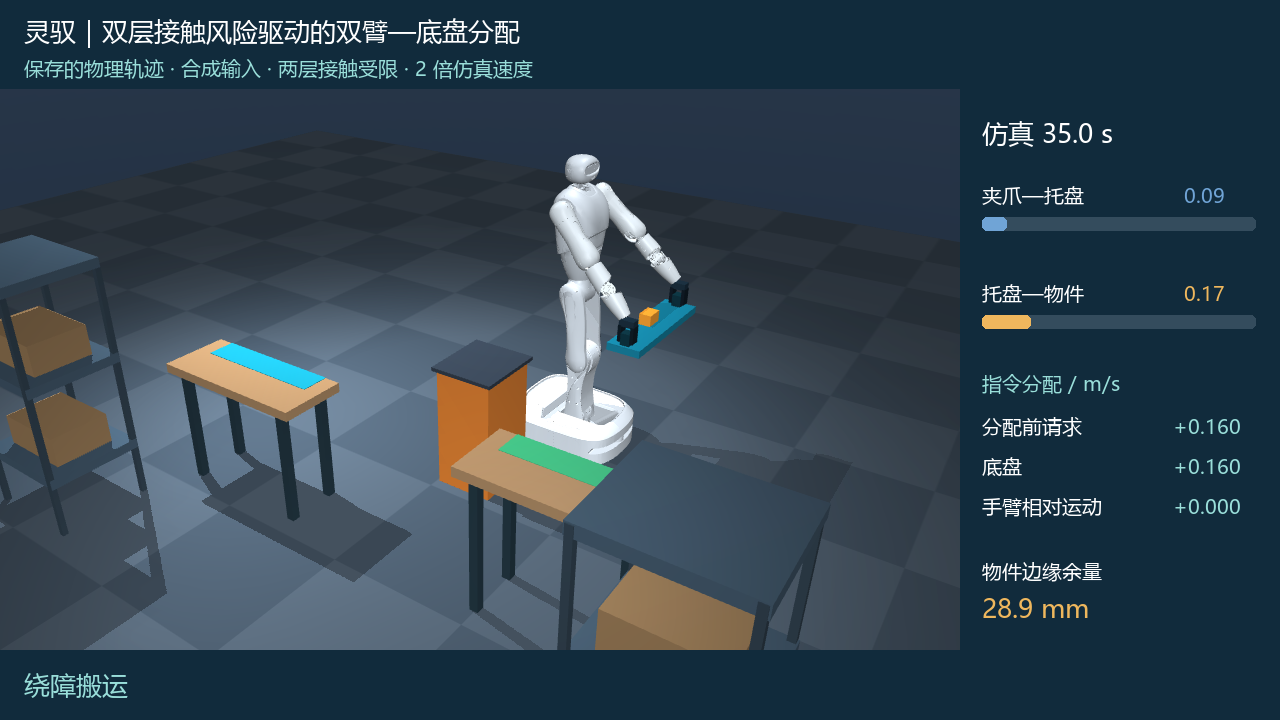 灵驭｜双层接触风险驱动的双臂—底盘分配
保存的物理轨迹 · 合成输入 · 两层接触受限 · 2 倍仿真速度
仿真 35.0 s
夹爪—托盘 0.09
托盘—物件 0.17
指令分配 / m/s
分配前请求 +0.160
底盘 +0.160
手臂相对运动 +0.000
物件边缘余量
28.9 mm
绕障搬运